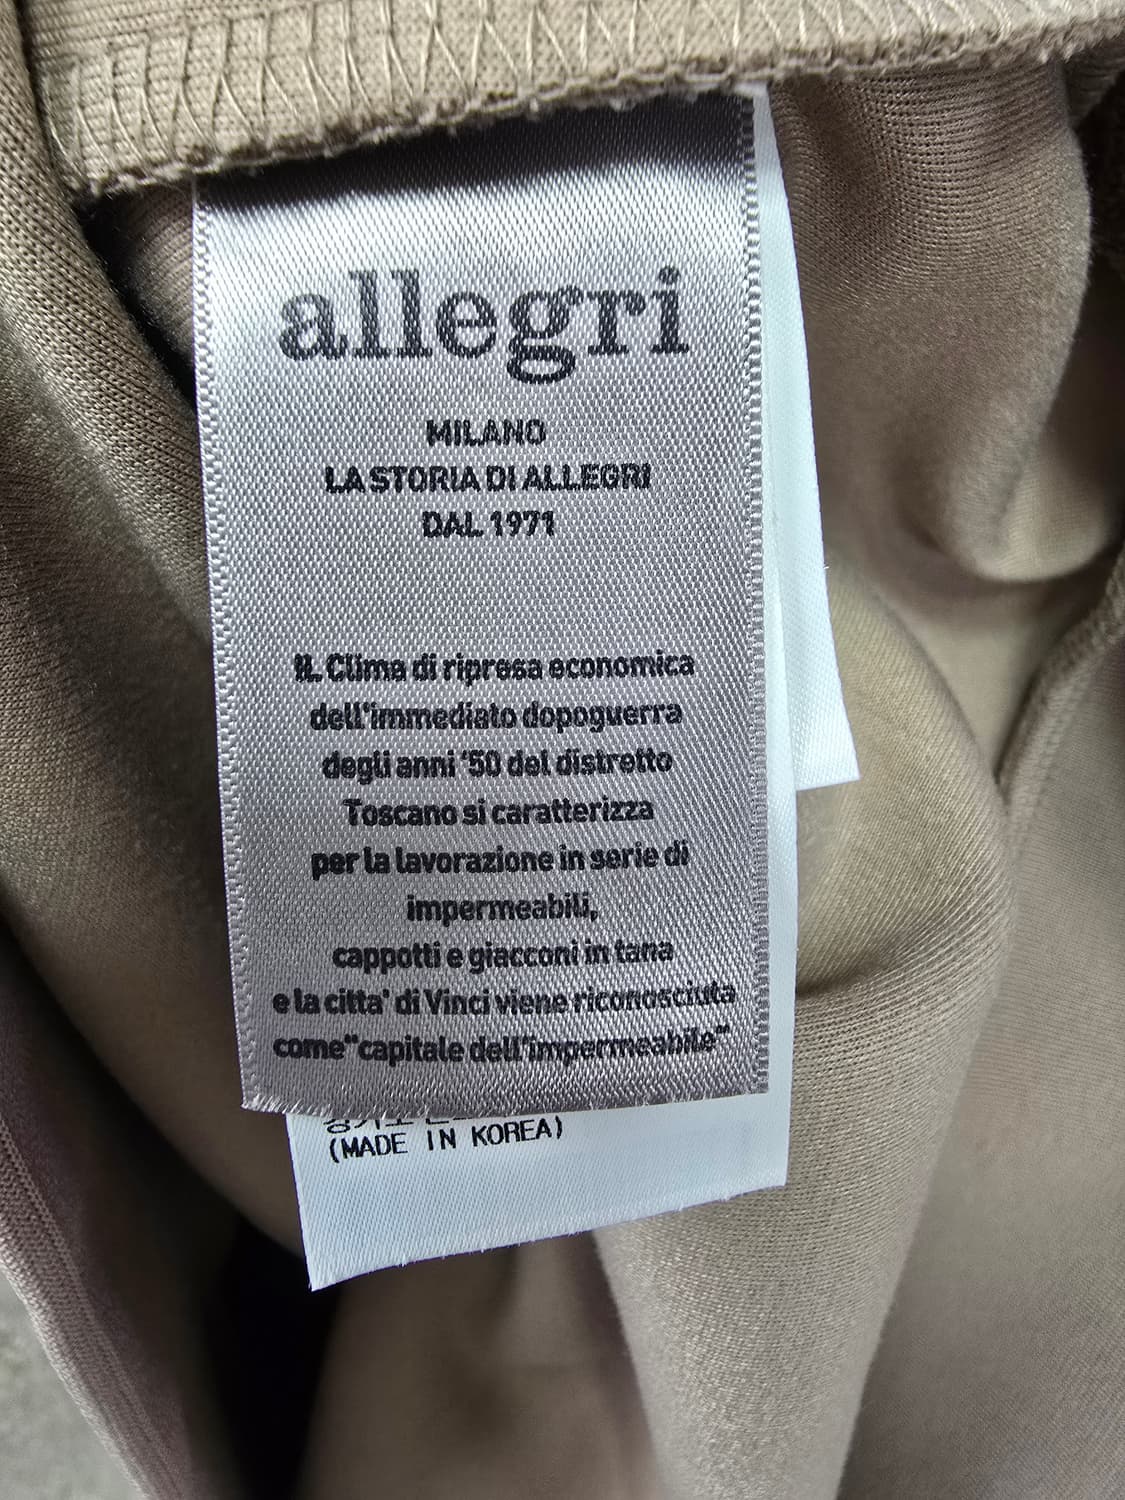 allegri
MILANO
LA STORIA DI ALLEGRI
DAL 1971
IL Clima di ripresa economica
dell'immediato dopoguerra
degli anni '50 del distretto
Toscano si caratterizza
per la lavorazione in serie di
impermeabili,
cappotti e giacconi in tana
e la citta' di Vinci viene riconosciuta
come"capitale dell'impermeabile"
(MADE IN KOREA)